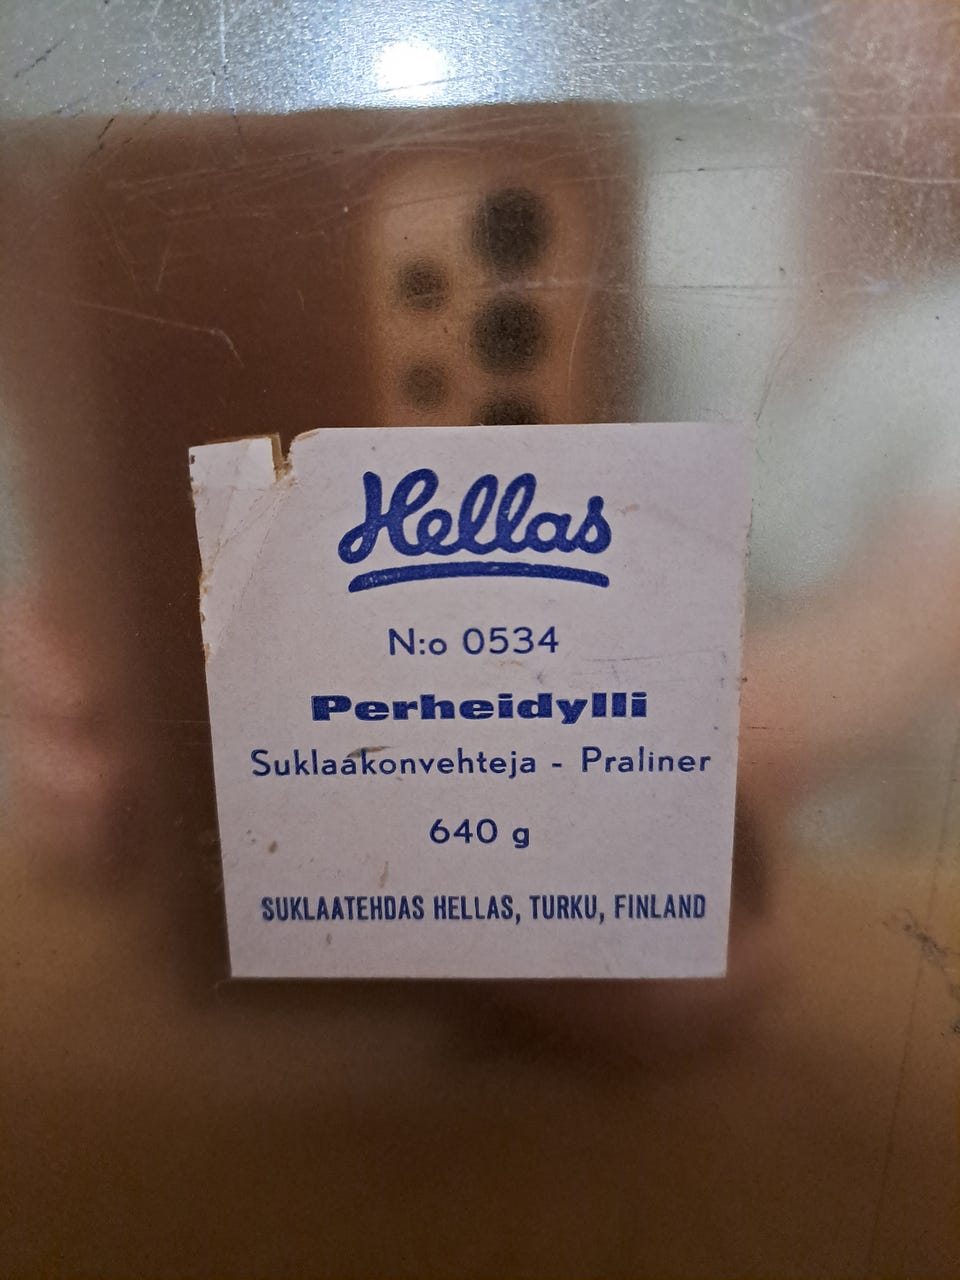 Hellas
N:o 0534
Perheidylli
Suklaakonvehteja - Praliner
640 g
SUKLAATEHDAS HELLAS, TURKU, FINLAND